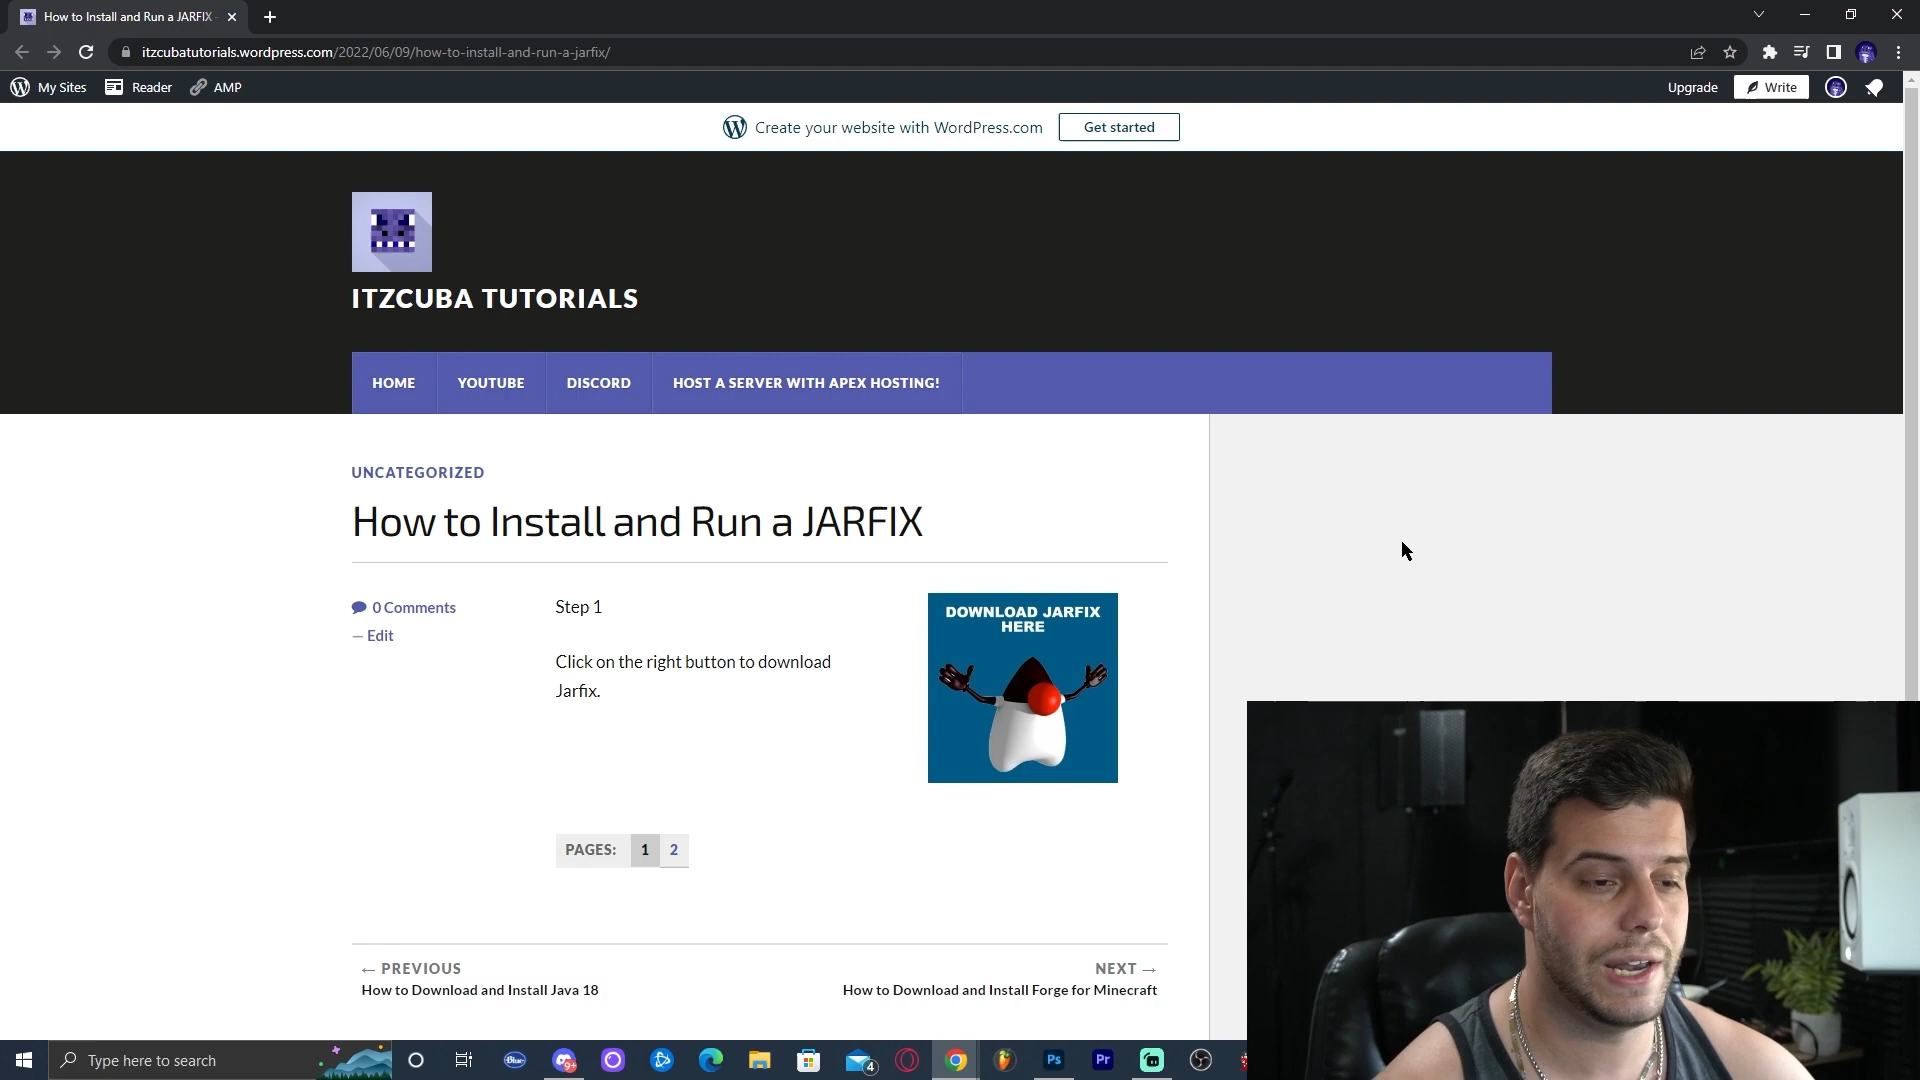 How to Install and Run a JARFIX
itzcubatutorials.wordpress.com/2022/06/09/how-to-install-and-run-a-jarfix/
My Sites Reader AMP Upgrade Write
Create your website with WordPress.com Get started
ITZCUBA TUTORIALS
HOME YOUTUBE DISCORD HOST A SERVER WITH APEX HOSTING!
UNCATEGORIZED
How to Install and Run a JARFIX
0 Comments
— Edit
Step 1
Click on the right button to download
Jarfix.
DOWNLOAD JARFIX
HERE
PAGES: 1 2
← PREVIOUS
How to Download and Install Java 18
NEXT →
How to Download and Install Forge for Minecraft
Type here to search
Blue
9+
4
Ps
Pr